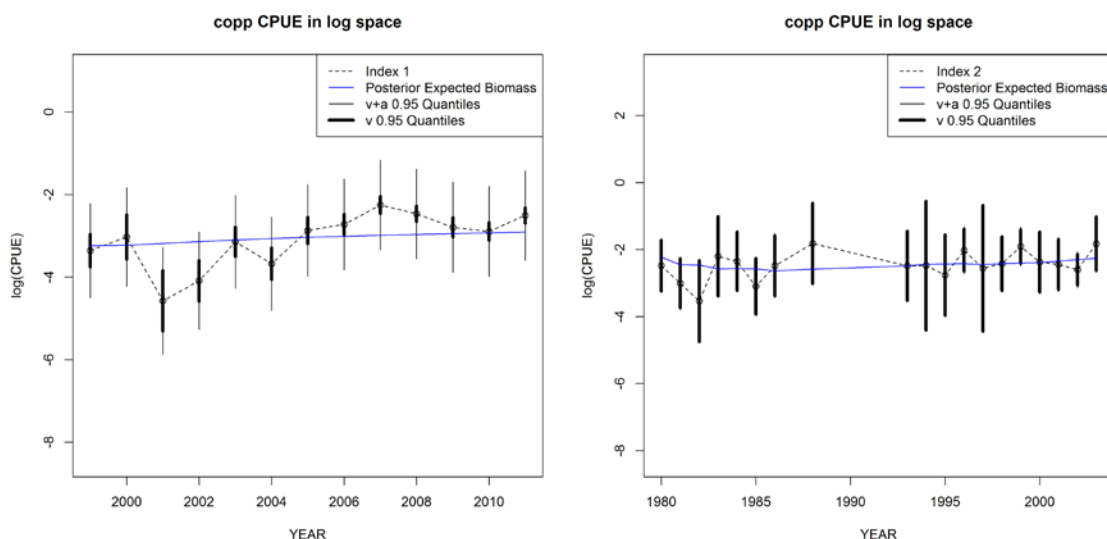 copp CPUE in log space
Index 1
Posterior Expected Biomass
v+a 0.95 Quantiles
v 0.95 Quantiles
0
-2
-4
-6
-8
log(CPUE)
2000
2002
2004
2006
2008
2010
YEAR
copp CPUE in log space
Index 2
Posterior Expected Biomass
v+a 0.95 Quantiles
v 0.95 Quantiles
2
0
-2
-4
-6
-8
log(CPUE)
1980
1985
1990
1995
2000
YEAR